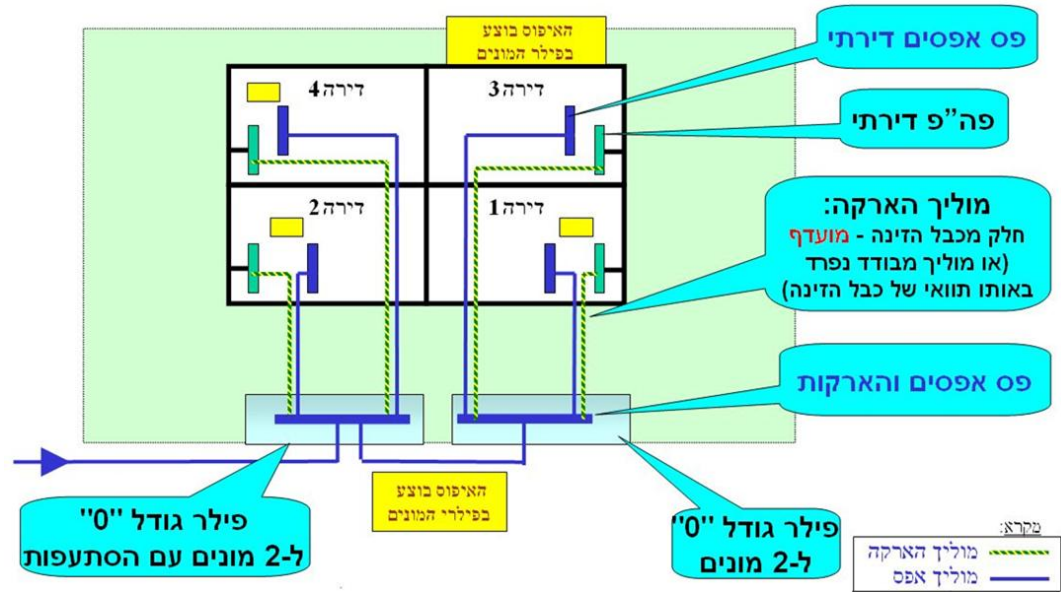 האיפוס בוצע
בפילר המונים
פס אפסים דירתי
דירה 3
דירה 4
פה"פ דירתי
מוליך הארקה:
חלק מכבל הזינה - מועדף
(או מוליך מבודד נפרד
באותו תוואי של כבל הזינה)
דירה 1
דירה 2
פס אפסים והארקות
האיפוס בוצע
בפילרי המונים
פילר גודל "0"
ל-2 מונים
פילר גודל "0"
ל-2 מונים עם הסתעפות
מקרא:
מוליך הארקה
מוליך אפס